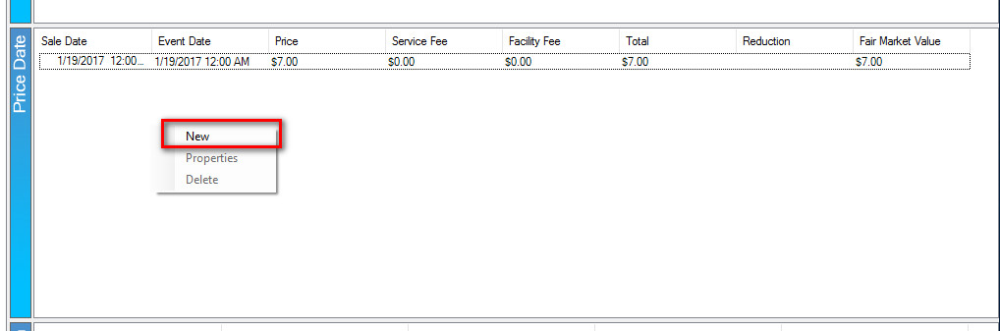 Price Date
Sale Date Event Date Price Service Fee Facility Fee Total Reduction Fair Market Value
1/19/2017 12:00... 1/19/2017 12:00 AM $7.00 $0.00 $0.00 $7.00 $7.00
New
Properties
Delete